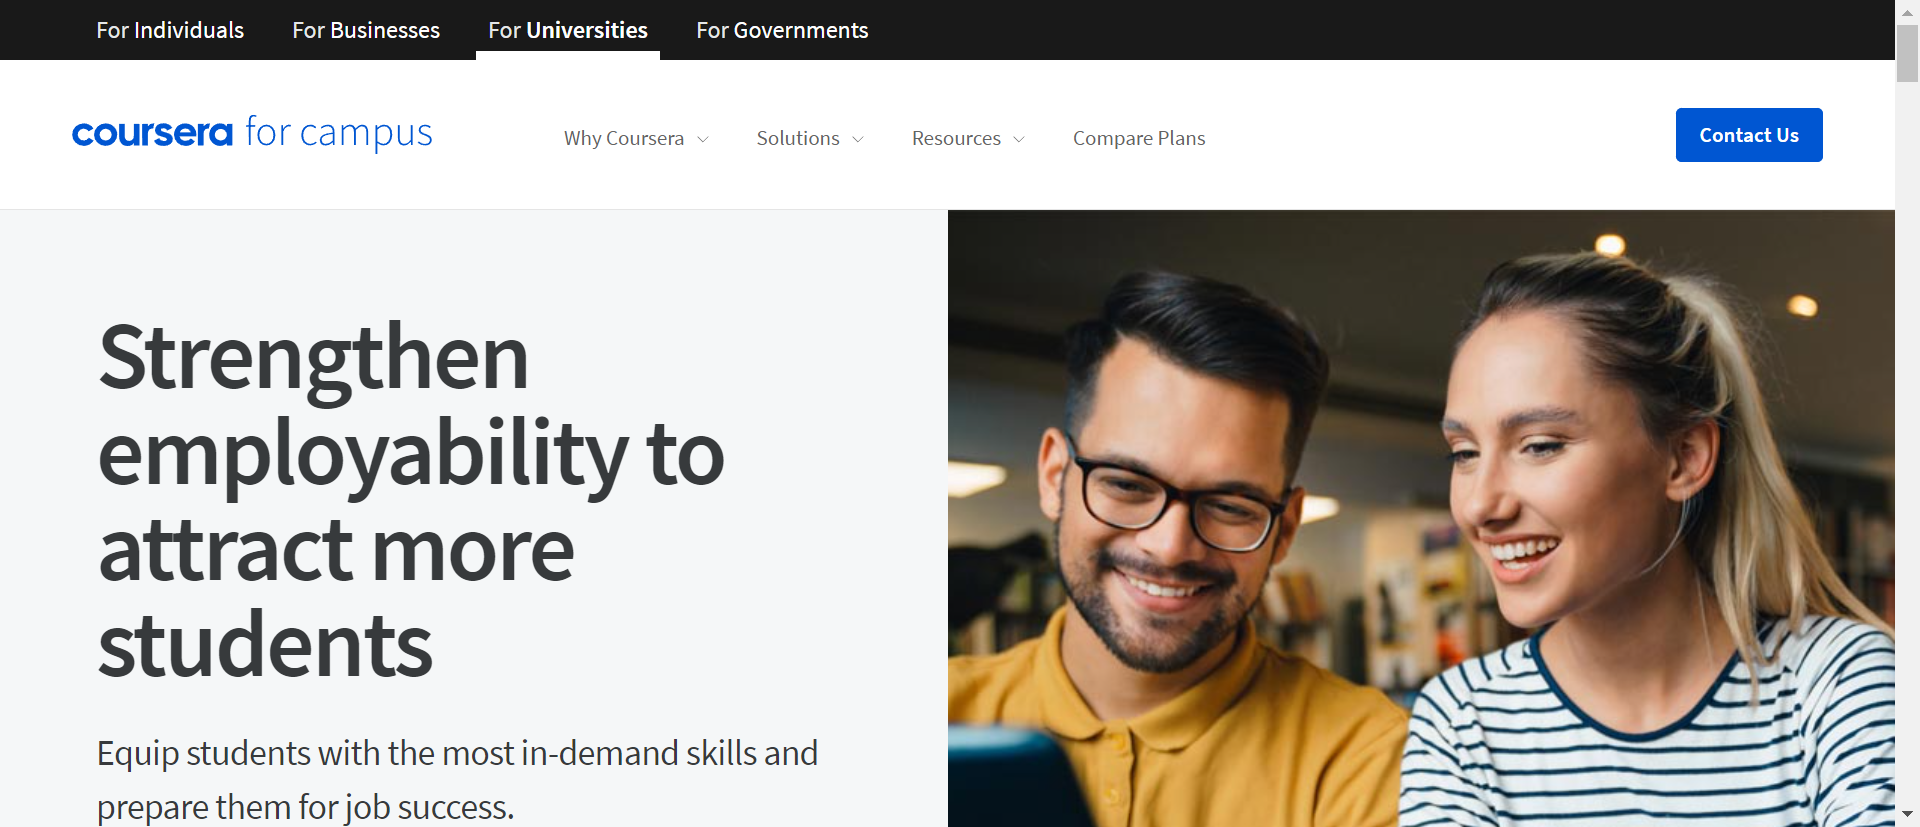 For Individuals For Businesses For Universities For Governments
coursera for campus Why Coursera Solutions Resources Compare Plans Contact Us
Strengthen
employability to
attract more
students
Equip students with the most in-demand skills and
prepare them for job success.